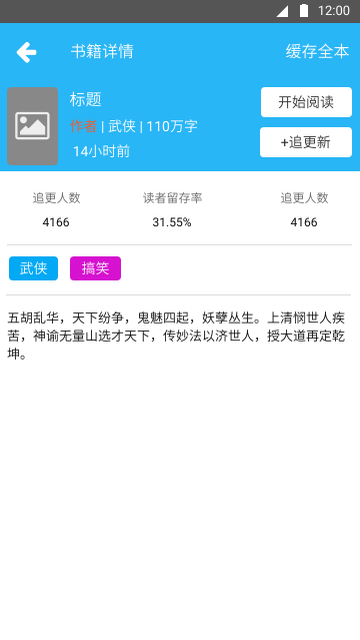 12:00
书籍详情 缓存全本
标题 开始阅读
作者 | 武侠 | 110万字
+追更新
14小时前
追更人数 读者留存率 追更人数
4166 31.55% 4166
武侠 搞笑
五胡乱华，天下纷争，鬼魅四起，妖孽丛生。上清悯世人疾
苦，神谕无量山选才天下，传妙法以济世人，授大道再定乾
坤。